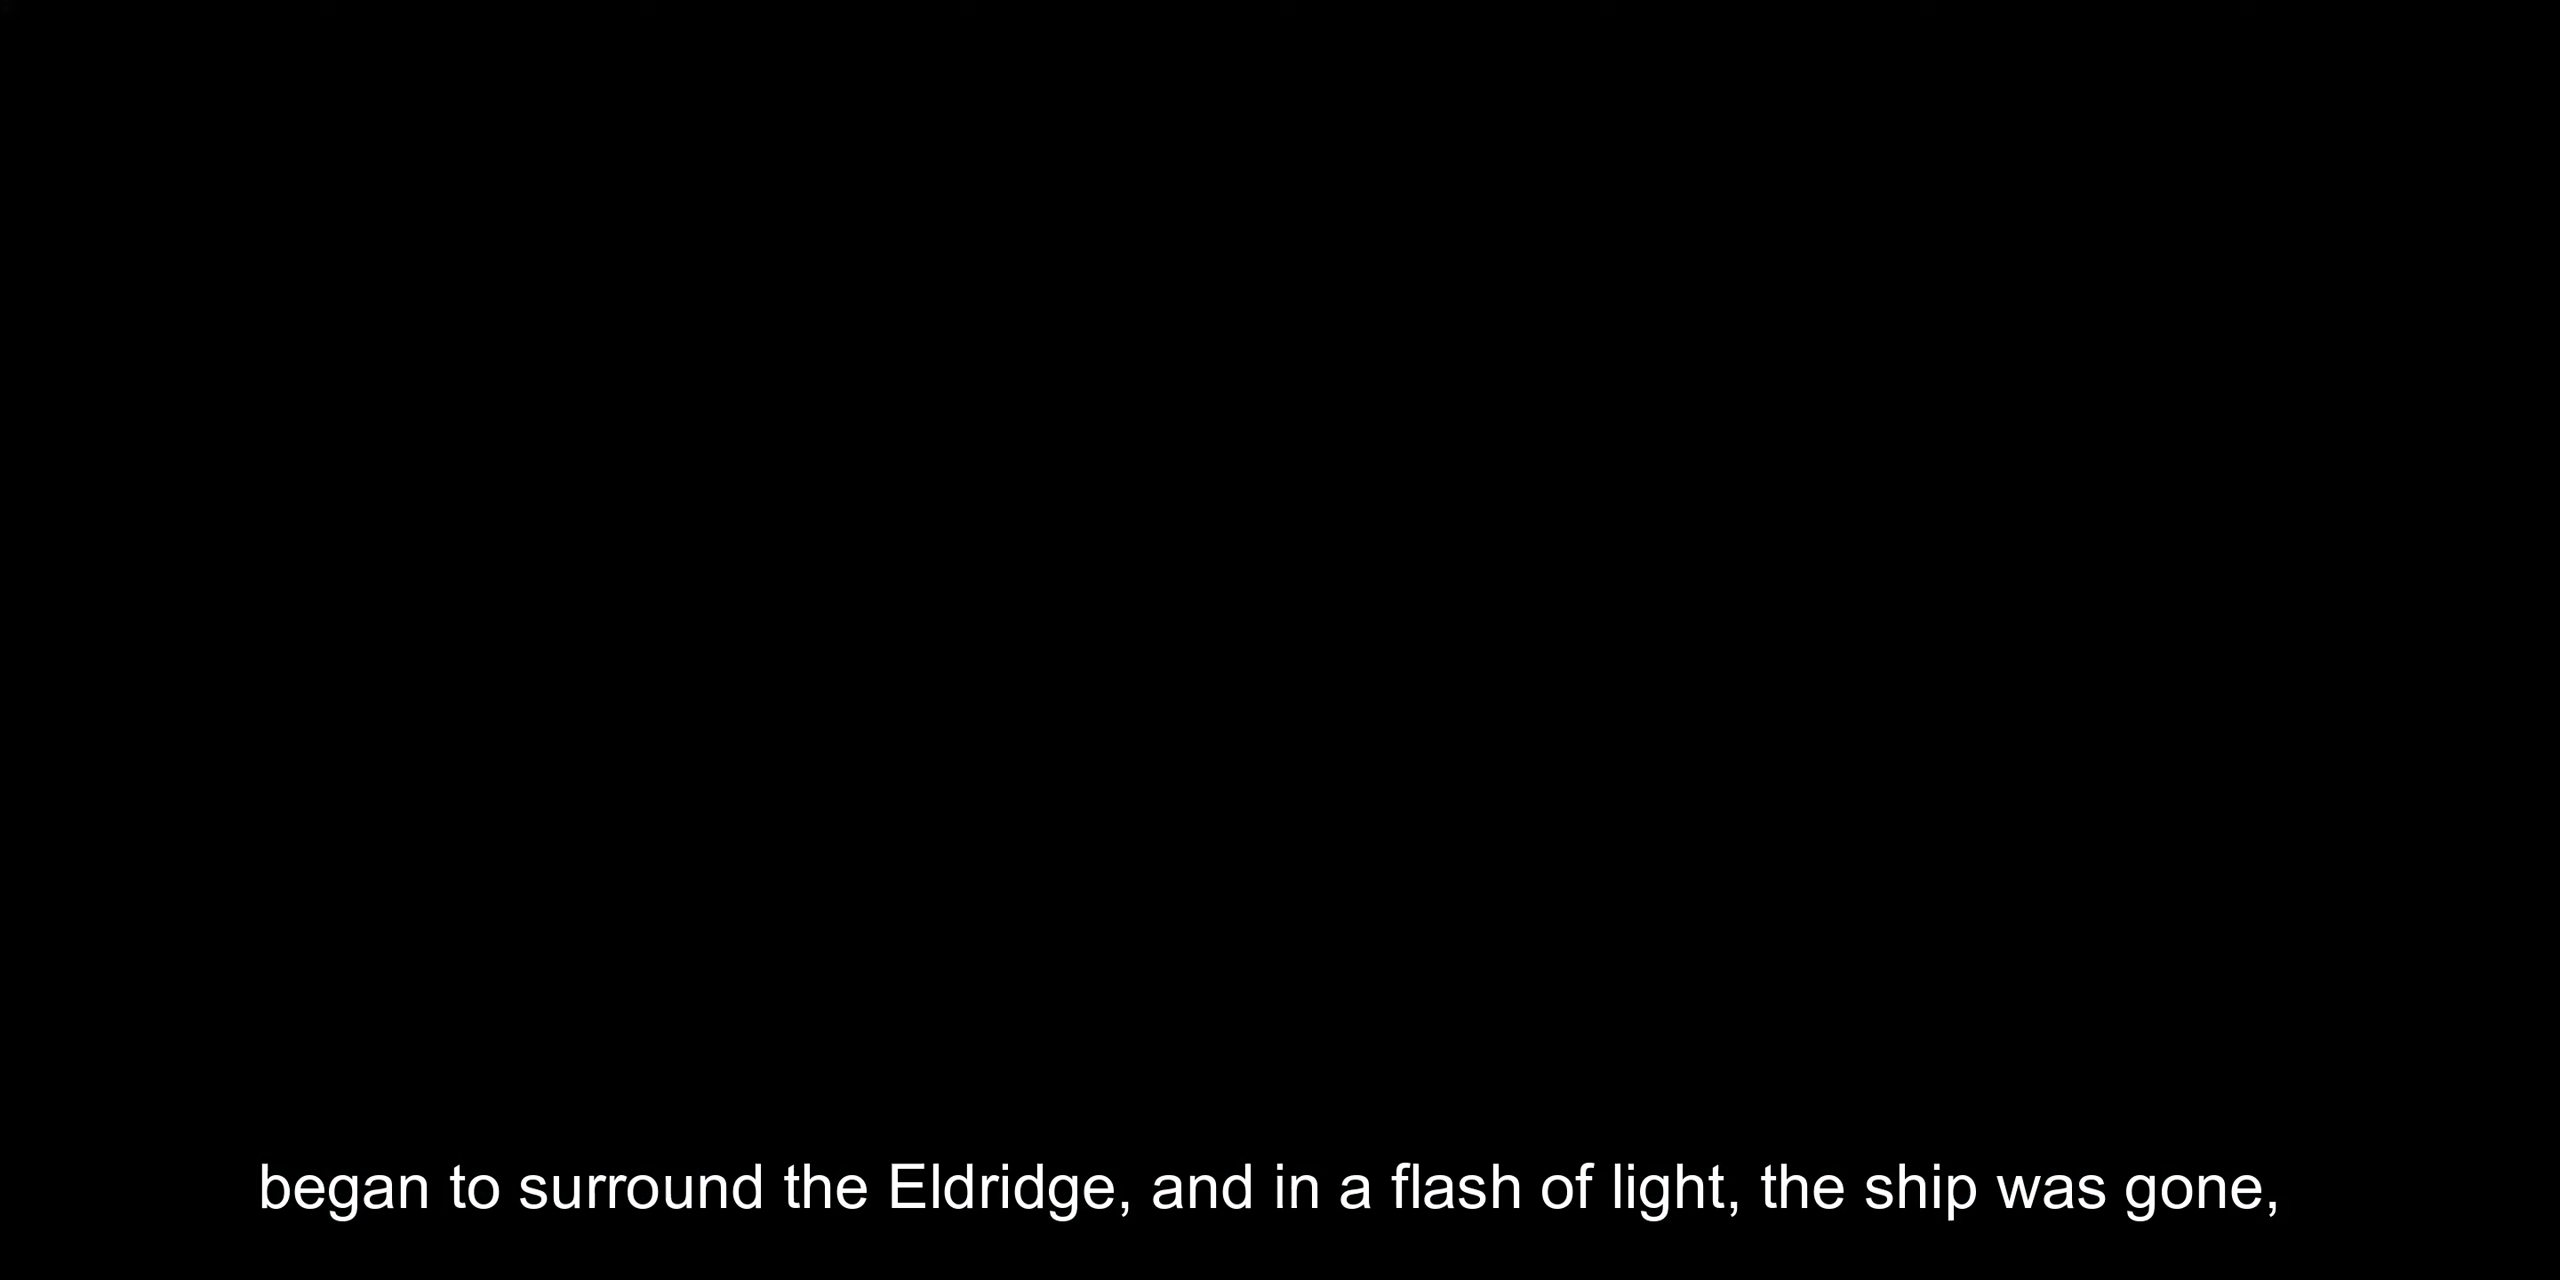 began to surround the Eldridge, and in a flash of light, the ship was gone,